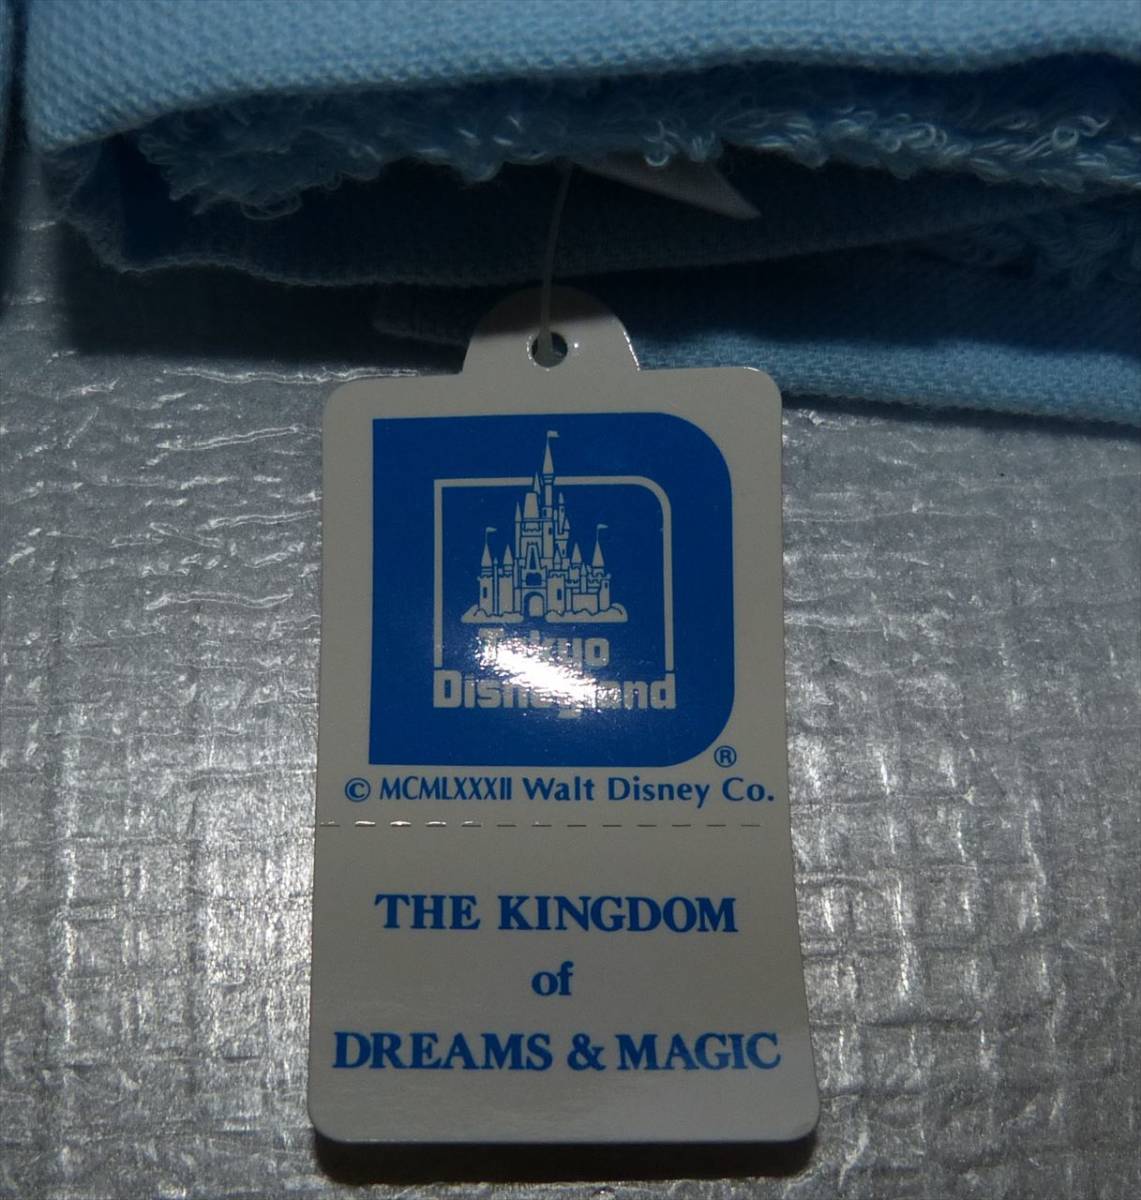 Tokyo
Disneyland
®
© MCMLXXXII Walt Disney Co.
THE KINGDOM
of
DREAMS & MAGIC